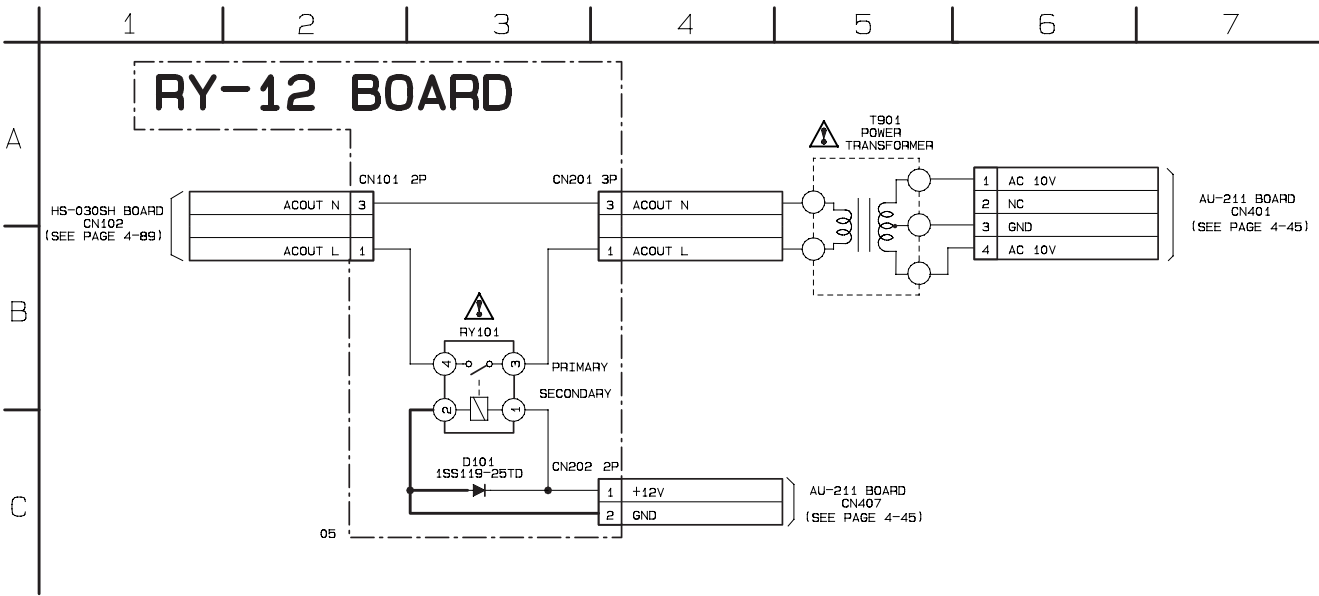 1 2 3 4 5 6 7
A
B
C
RY-12 BOARD
HS-030SH BOARD
CN102
(SEE PAGE 4-89)
CN101 2P
ACOUT N 3
ACOUT L 1
CN201 3P
3 ACOUT N
1 ACOUT L
T901
POWER
TRANSFORMER
1 AC 10V
2 NC
3 GND
4 AC 10V
AU-211 BOARD
CN401
(SEE PAGE 4-45)
RY101
4 3
PRIMARY
SECONDARY
2 1
D101
1SS119-25TD
CN202 2P
1 +12V
2 GND
AU-211 BOARD
CN407
(SEE PAGE 4-45)
05